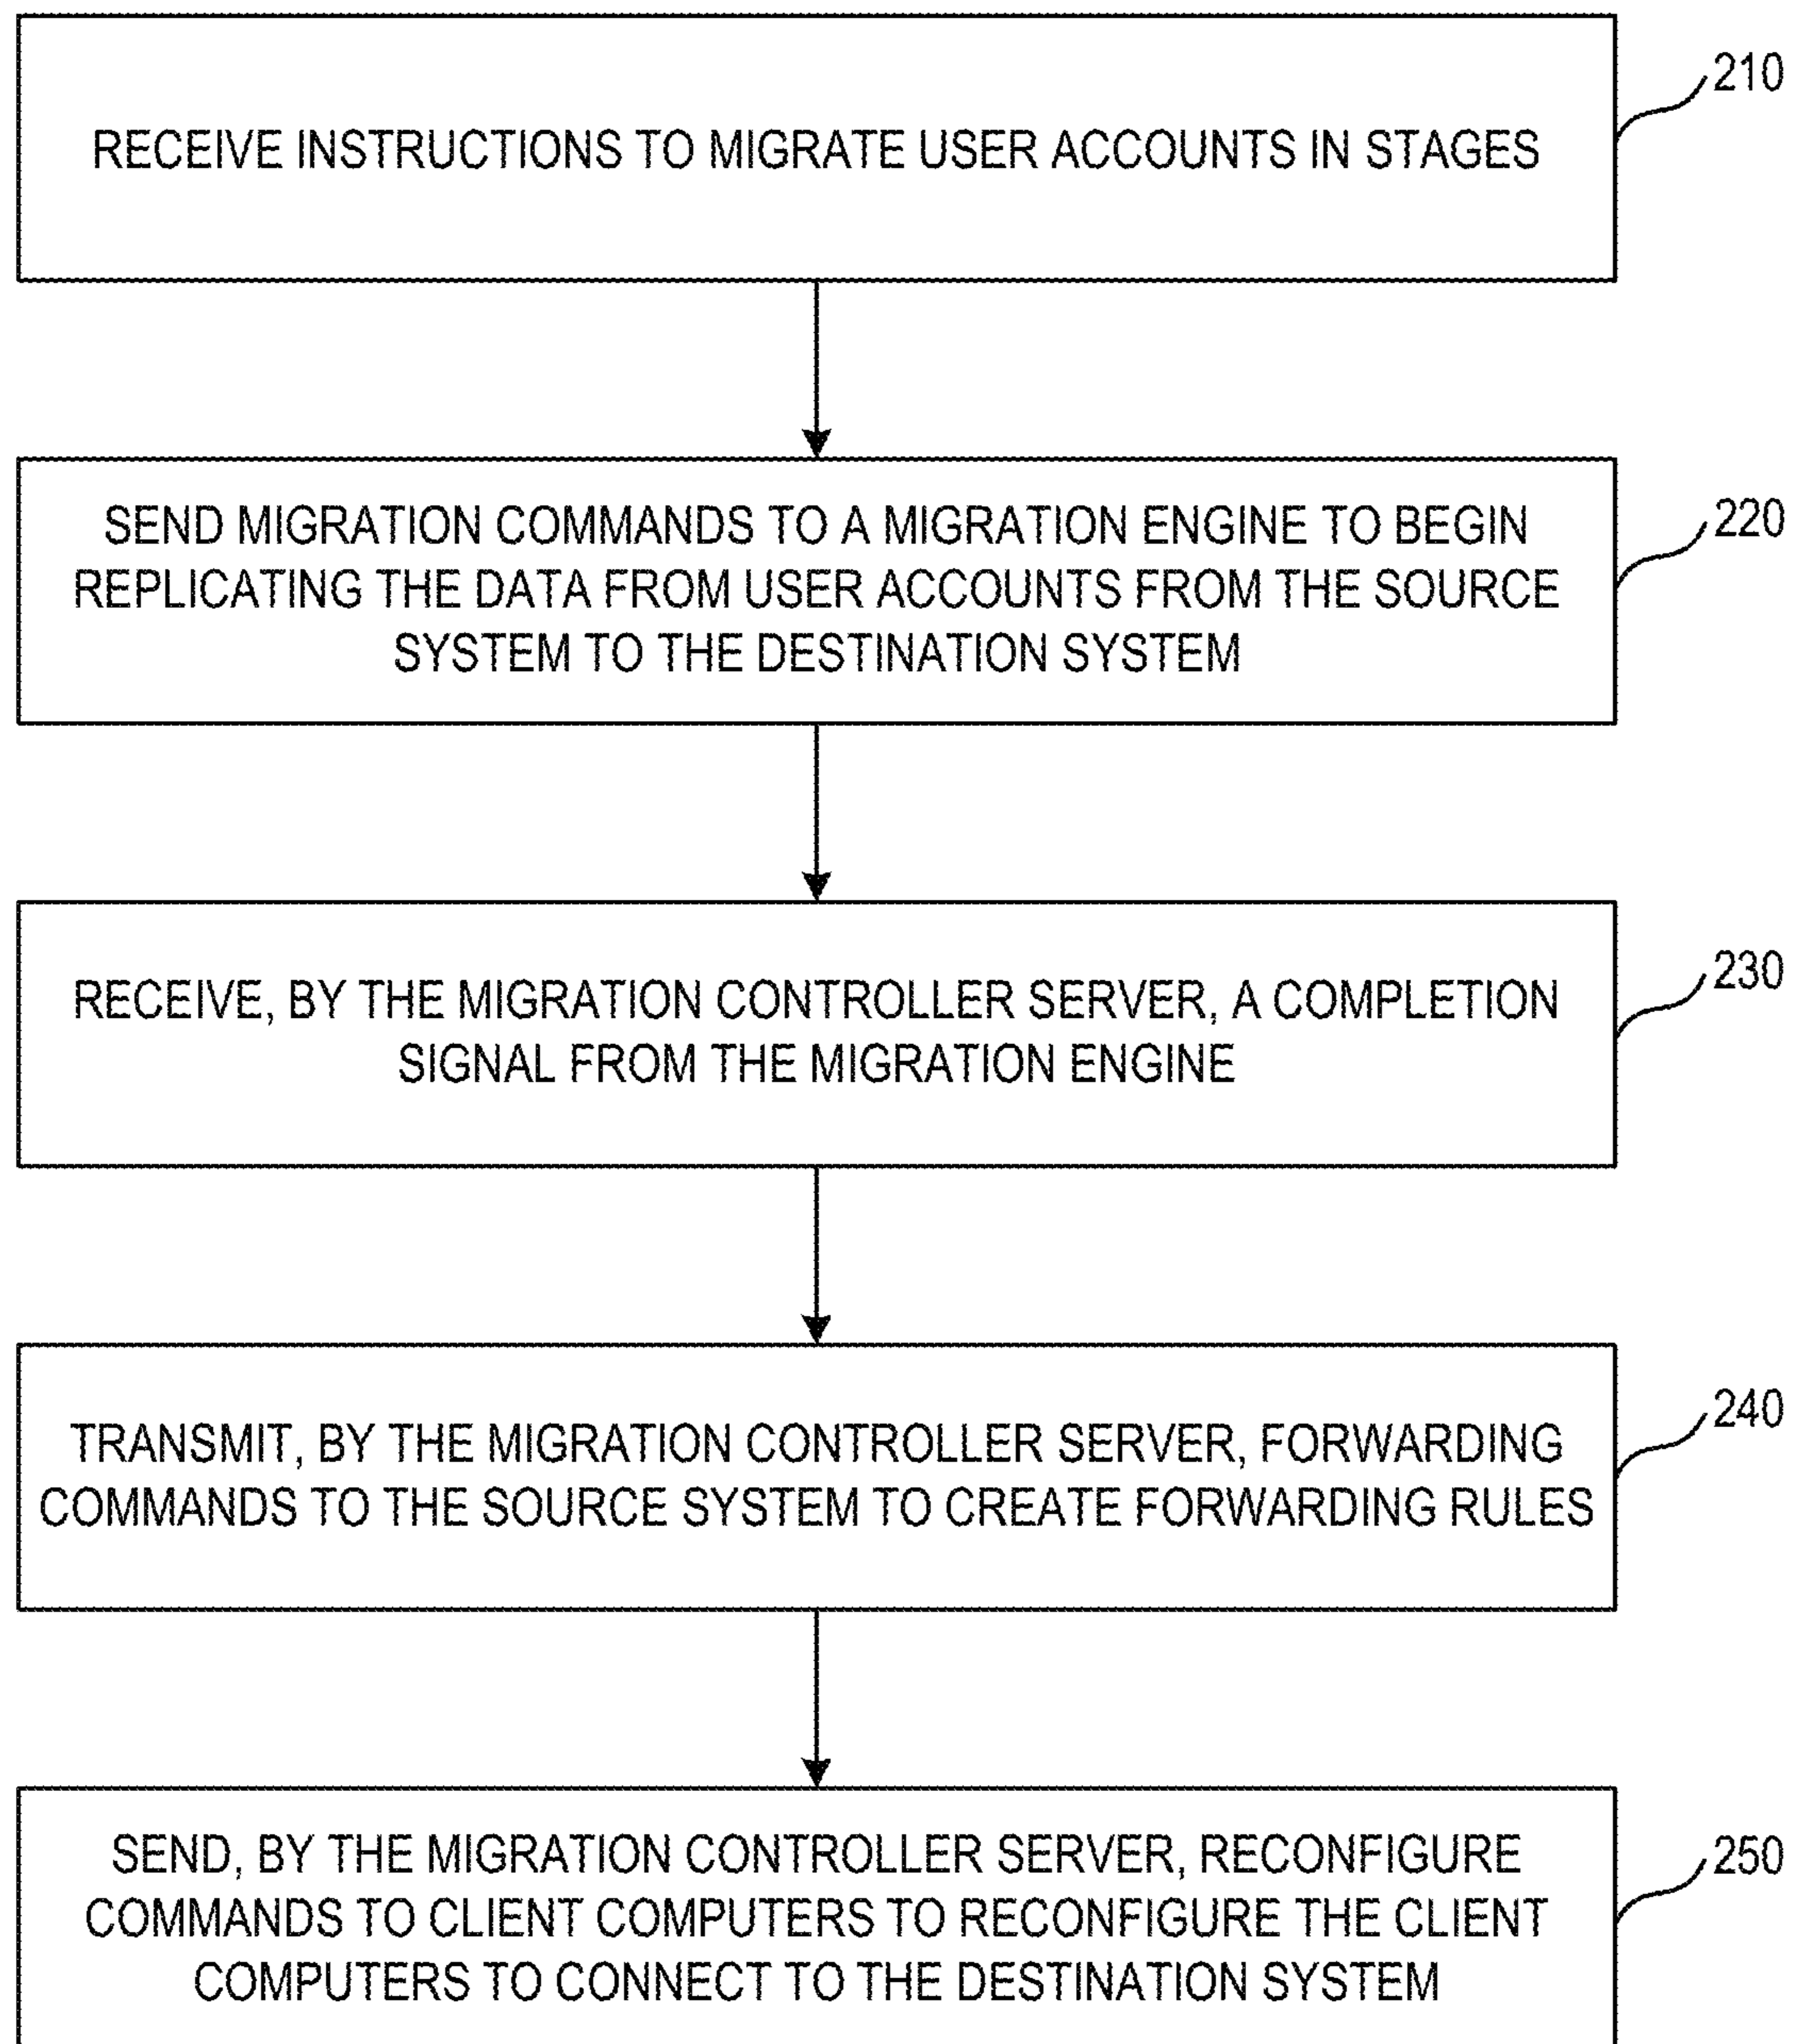 RECEIVE INSTRUCTIONS TO MIGRATE USER ACCOUNTS IN STAGES
210
SEND MIGRATION COMMANDS TO A MIGRATION ENGINE TO BEGIN
REPLICATING THE DATA FROM USER ACCOUNTS FROM THE SOURCE
SYSTEM TO THE DESTINATION SYSTEM
220
RECEIVE, BY THE MIGRATION CONTROLLER SERVER, A COMPLETION
SIGNAL FROM THE MIGRATION ENGINE
230
TRANSMIT, BY THE MIGRATION CONTROLLER SERVER, FORWARDING
COMMANDS TO THE SOURCE SYSTEM TO CREATE FORWARDING RULES
240
SEND, BY THE MIGRATION CONTROLLER SERVER, RECONFIGURE
COMMANDS TO CLIENT COMPUTERS TO RECONFIGURE THE CLIENT
COMPUTERS TO CONNECT TO THE DESTINATION SYSTEM
250